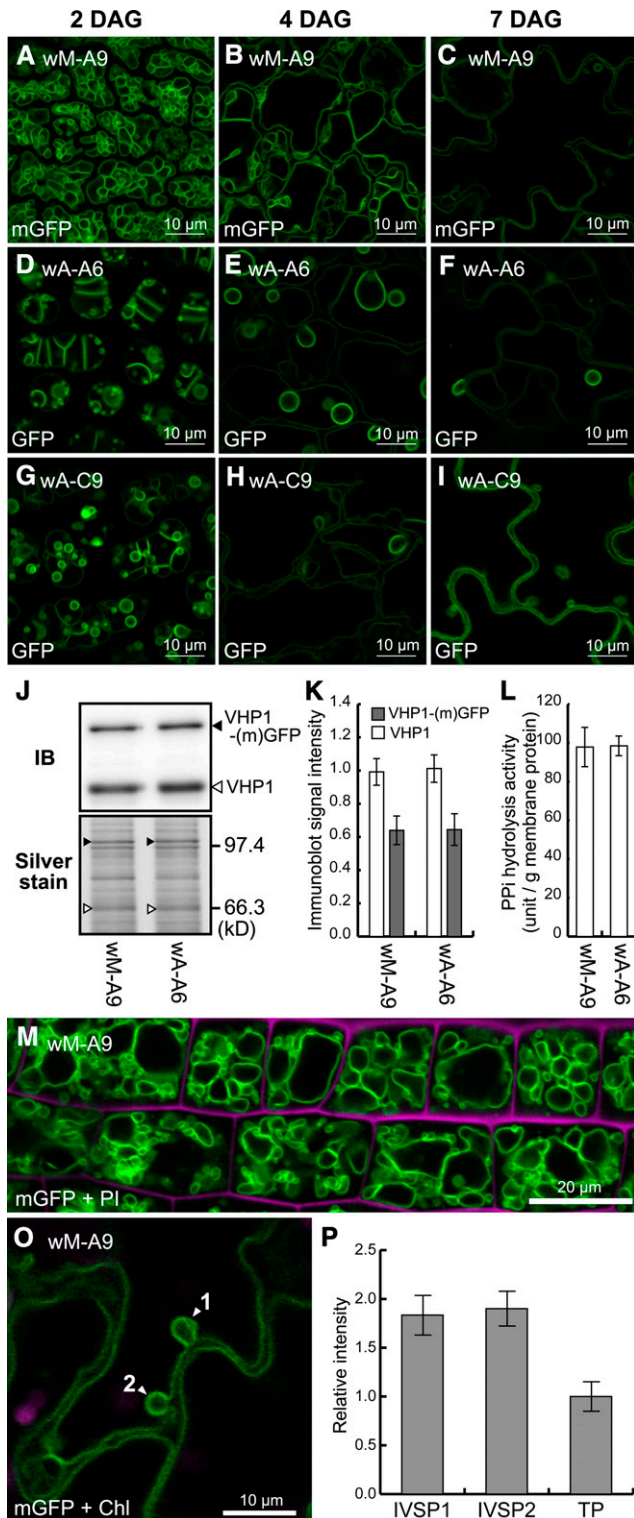 2 DAG 4 DAG 7 DAG
A wM-A9
mGFP 10 µm
B wM-A9
mGFP 10 µm
C wM-A9
mGFP 10 µm
D wA-A6
GFP 10 µm
E wA-A6
GFP 10 µm
F wA-A6
GFP 10 µm
G wA-C9
GFP 10 µm
H wA-C9
GFP 10 µm
I wA-C9
GFP 10 µm
J
IB
VHP1
-(m)GFP
VHP1
Silver
stain
97.4
66.3
(kD)
wM-A9 wA-A6
K
VHP1-(m)GFP
VHP1
Immunoblot signal intensity
1.4
1.2
1.0
0.8
0.6
0.4
0.2
0.0
wM-A9 wA-A6
L
PPi hydrolysis activity
(unit / g membrane protein)
120
100
80
60
40
20
0
wM-A9 wA-A6
M wM-A9
mGFP + PI 20 µm
O wM-A9
1
2
mGFP + Chl 10 µm
P
Relative intensity
2.5
2.0
1.5
1.0
0.5
0.0
IVSP1 IVSP2 TP